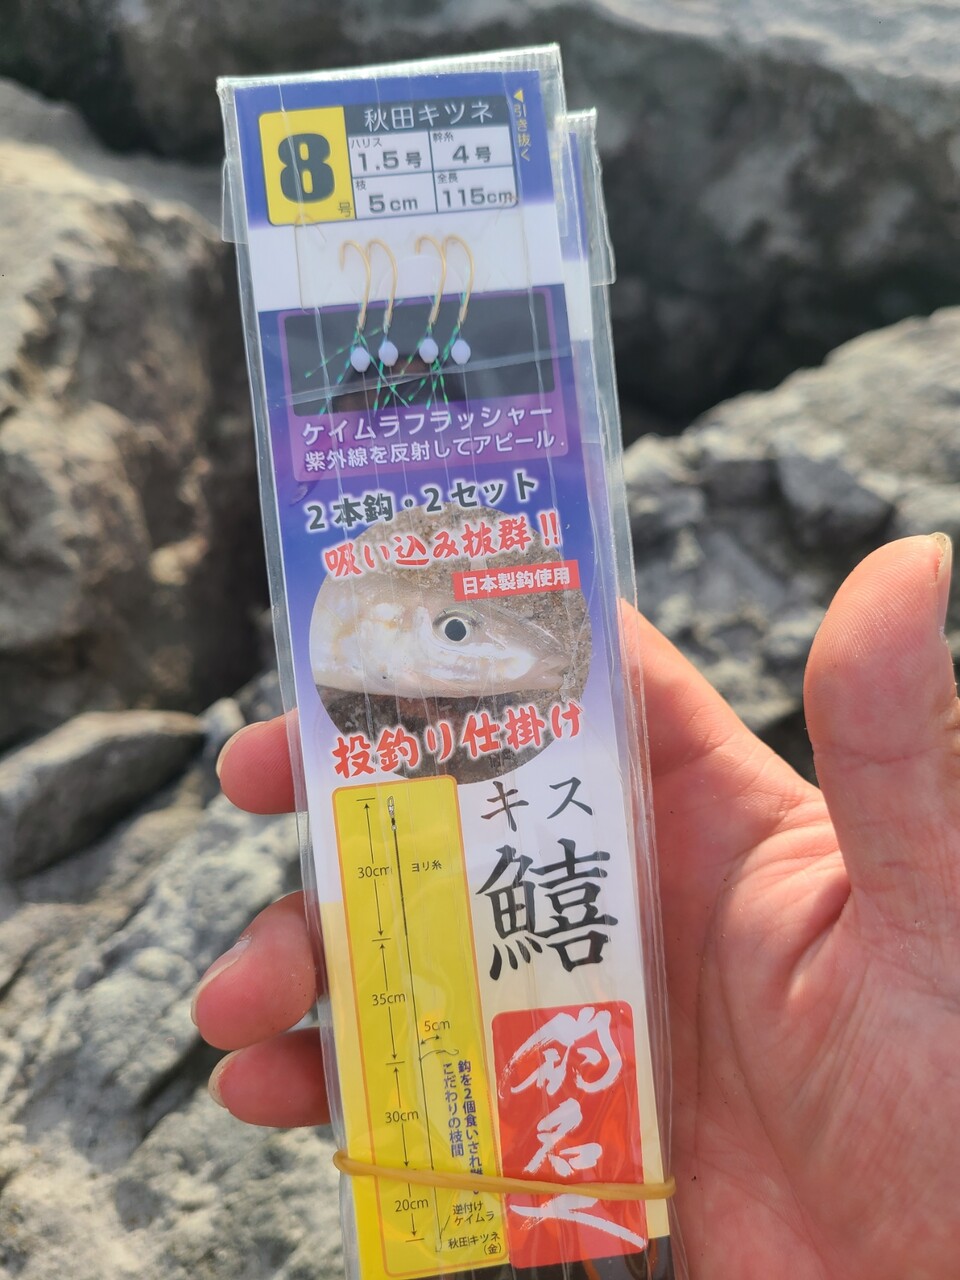 8号
秋田キツネ
引き抜く
ハリス
1.5号
幹糸
4号
枝
5cm
全長
115cm
ケイムラフラッシャー
紫外線を反射してアピール
2本鈎・2セット
吸い込み抜群!!
日本製鈎使用
投釣り仕掛け
キス
鱚
30cm
ヨリ糸
35cm
5cm
鈎を2個食いされ
こだわりの枝間
30cm
20cm
逆付け
ケイムラ
秋田キツネ
(金)
釣名人